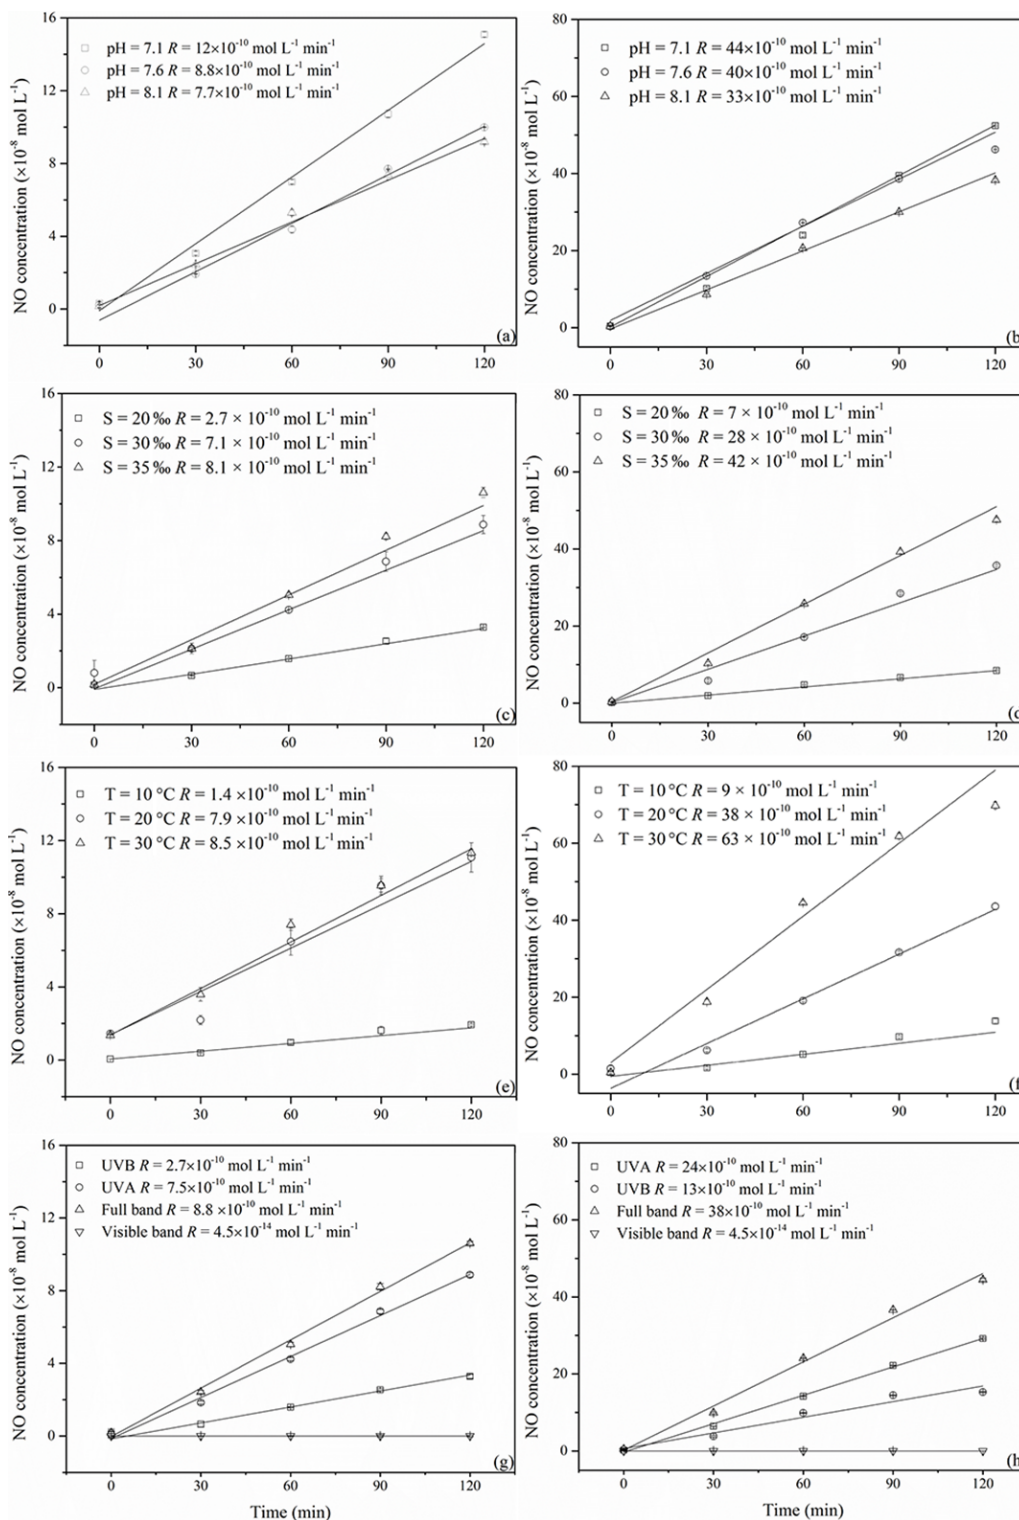 16
12
8
4
0
NO concentration (×10⁻⁸ mol L⁻¹)
pH = 7.1 R = 12×10⁻¹⁰ mol L⁻¹ min⁻¹
pH = 7.6 R = 8.8×10⁻¹⁰ mol L⁻¹ min⁻¹
pH = 8.1 R = 7.7×10⁻¹⁰ mol L⁻¹ min⁻¹
(a)
0 30 60 90 120
80
60
40
20
0
NO concentration (×10⁻⁸ mol L⁻¹)
pH = 7.1 R = 44×10⁻¹⁰ mol L⁻¹ min⁻¹
pH = 7.6 R = 40×10⁻¹⁰ mol L⁻¹ min⁻¹
pH = 8.1 R = 33×10⁻¹⁰ mol L⁻¹ min⁻¹
(b)
0 30 60 90 120
16
12
8
4
0
NO concentration (×10⁻⁸ mol L⁻¹)
S = 20 ‰ R = 2.7 × 10⁻¹⁰ mol L⁻¹ min⁻¹
S = 30 ‰ R = 7.1 × 10⁻¹⁰ mol L⁻¹ min⁻¹
S = 35 ‰ R = 8.1 × 10⁻¹⁰ mol L⁻¹ min⁻¹
(c)
0 30 60 90 120
80
60
40
20
0
NO concentration (×10⁻⁸ mol L⁻¹)
S = 20 ‰ R = 7 × 10⁻¹⁰ mol L⁻¹ min⁻¹
S = 30 ‰ R = 28 × 10⁻¹⁰ mol L⁻¹ min⁻¹
S = 35 ‰ R = 42 × 10⁻¹⁰ mol L⁻¹ min⁻¹
(d
0 30 60 90 120
16
12
8
4
0
NO concentration (×10⁻⁸ mol L⁻¹)
T = 10 °C R = 1.4 ×10⁻¹⁰ mol L⁻¹ min⁻¹
T = 20 °C R = 7.9 ×10⁻¹⁰ mol L⁻¹ min⁻¹
T = 30 °C R = 8.5 ×10⁻¹⁰ mol L⁻¹ min⁻¹
(e)
0 30 60 90 120
80
60
40
20
0
NO concentration (×10⁻⁸ mol L⁻¹)
T = 10 °C R = 9 × 10⁻¹⁰ mol L⁻¹ min⁻¹
T = 20 °C R = 38 × 10⁻¹⁰ mol L⁻¹ min⁻¹
T = 30 °C R = 63 × 10⁻¹⁰ mol L⁻¹ min⁻¹
(f
0 30 60 90 120
16
12
8
4
0
NO concentration (×10⁻⁸ mol L⁻¹)
UVB R = 2.7×10⁻¹⁰ mol L⁻¹ min⁻¹
UVA R = 7.5×10⁻¹⁰ mol L⁻¹ min⁻¹
Full band R = 8.8 ×10⁻¹⁰ mol L⁻¹ min⁻¹
Visible band R = 4.5×10⁻¹⁴ mol L⁻¹ min⁻¹
(g)
0 30 60 90 120
Time (min)
80
60
40
20
0
NO concentration (×10⁻⁸ mol L⁻¹)
UVA R = 24×10⁻¹⁰ mol L⁻¹ min⁻¹
UVB R = 13×10⁻¹⁰ mol L⁻¹ min⁻¹
Full band R = 38×10⁻¹⁰ mol L⁻¹ min⁻¹
Visible band R = 4.5×10⁻¹⁴ mol L⁻¹ min⁻¹
(h
0 30 60 90 120
Time (min)